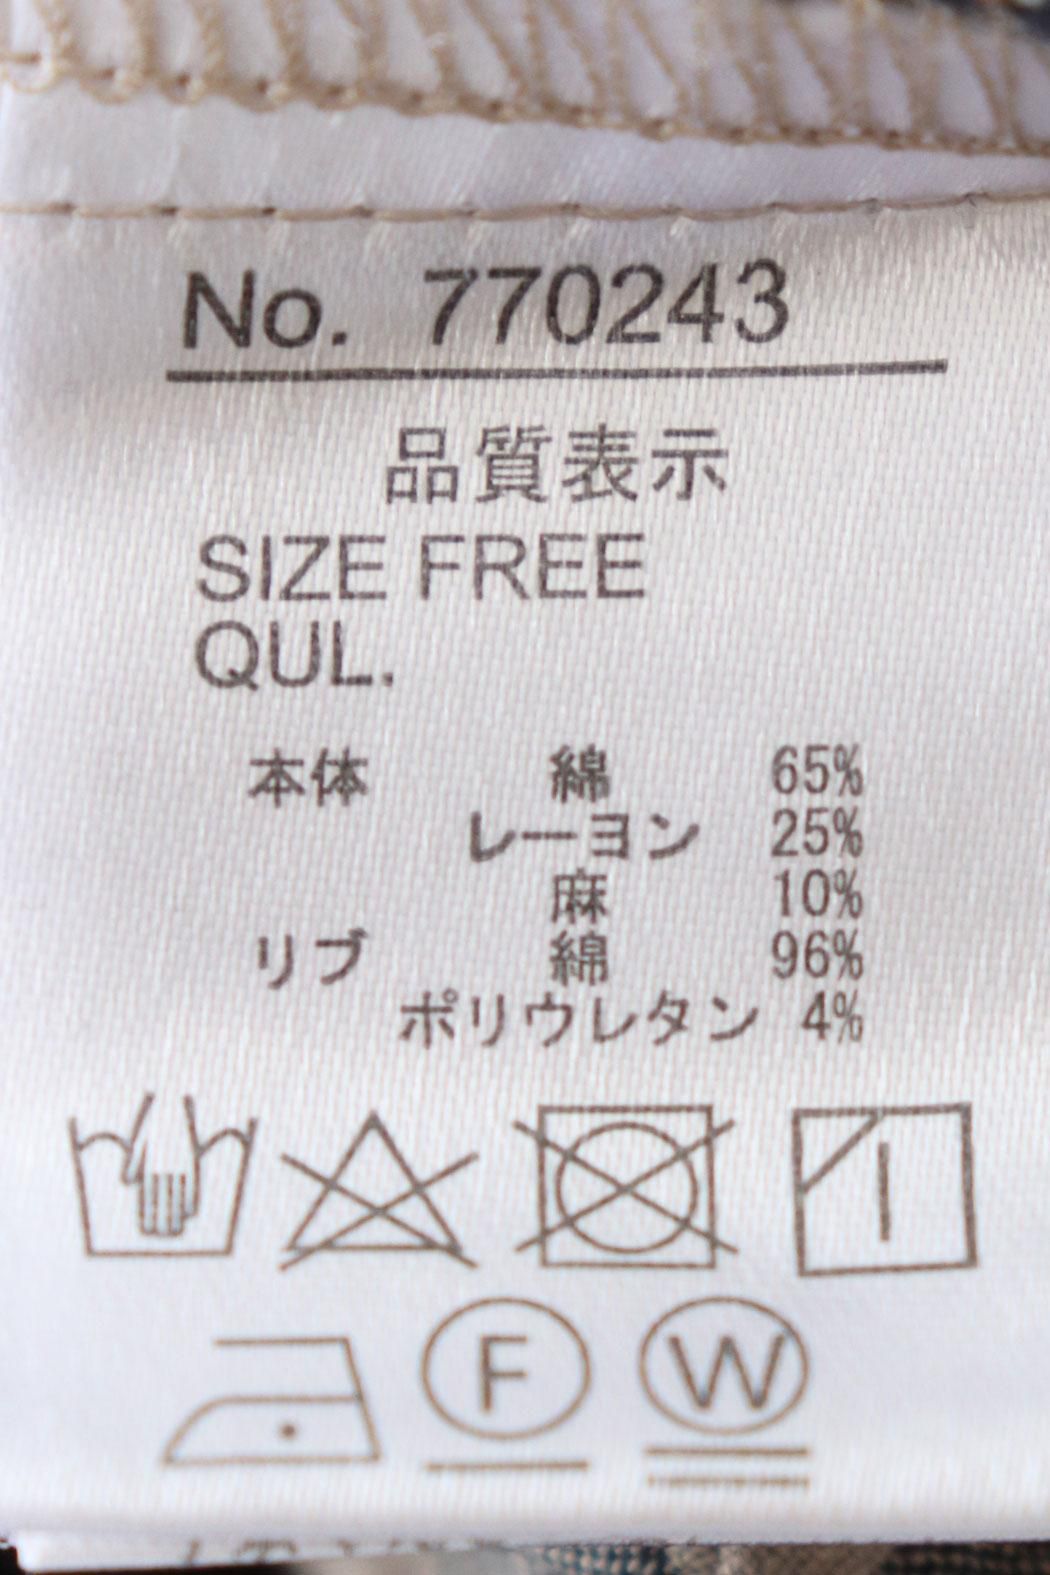 No. 770243
品質表示
SIZE FREE
QUL.
本体 綿 65%
レーヨン 25%
麻 10%
リブ 綿 96%
ポリウレタン 4%
F W